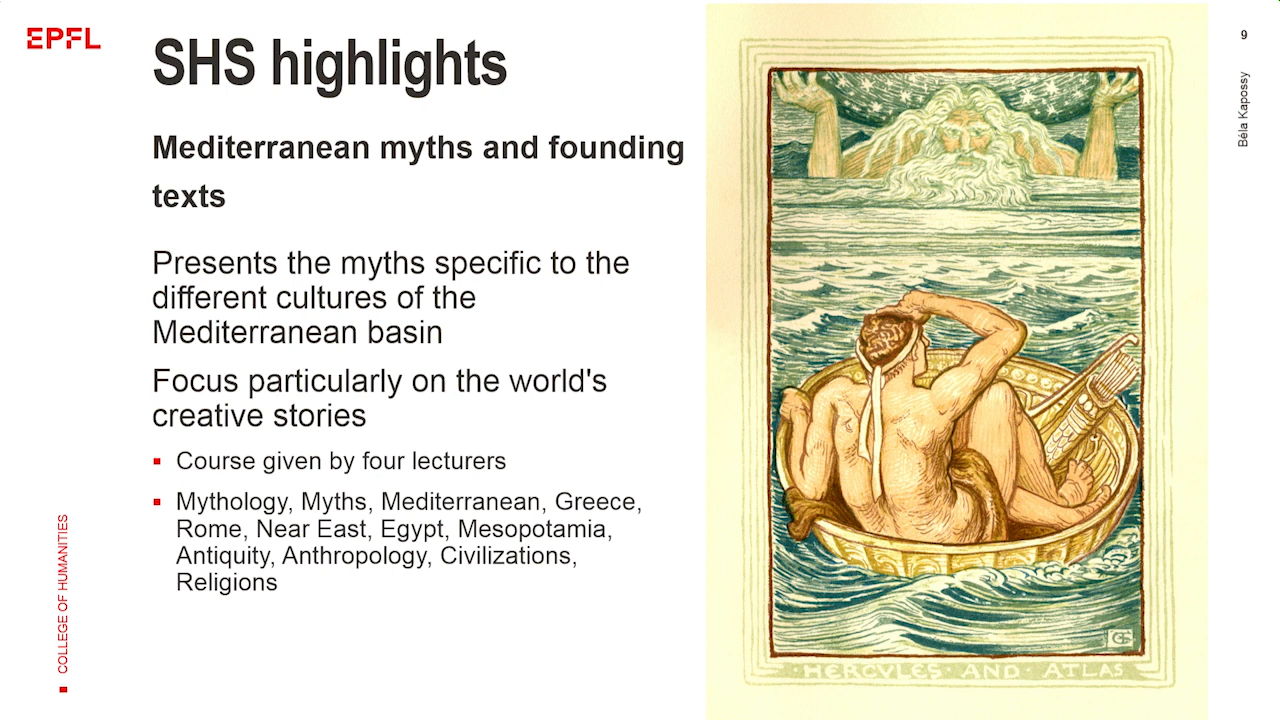 EPFL
SHS highlights
Mediterranean myths and founding
texts
Presents the myths specific to the
different cultures of the
Mediterranean basin
Focus particularly on the world's
creative stories
Course given by four lecturers
Mythology, Myths, Mediterranean, Greece,
Rome, Near East, Egypt, Mesopotamia,
Antiquity, Anthropology, Civilizations,
Religions
COLLEGE OF HUMANITIES
HERCVLES · AND · ATLAS
9
Béla Kapossy